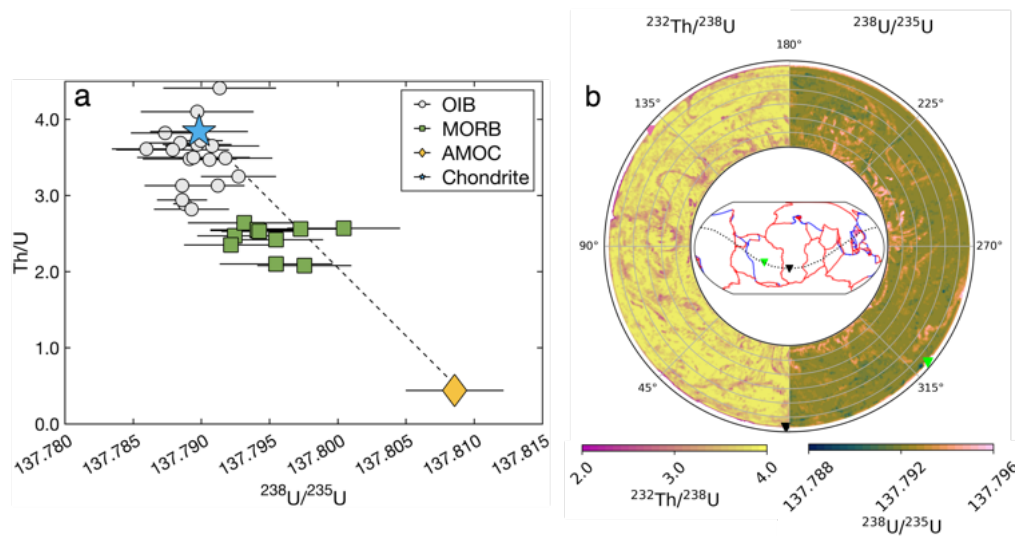 a
OIB
MORB
AMOC
Chondrite
Th/U
4.0
3.0
2.0
1.0
0.0
137.780
137.785
137.790
137.795
137.800
137.805
137.810
137.815
²³⁸U/²³⁵U
²³²Th/²³⁸U
²³⁸U/²³⁵U
b
180°
135°
225°
90°
270°
45°
315°
2.0
3.0
4.0
²³²Th/²³⁸U
137.788
137.792
137.796
²³⁸U/²³⁵U